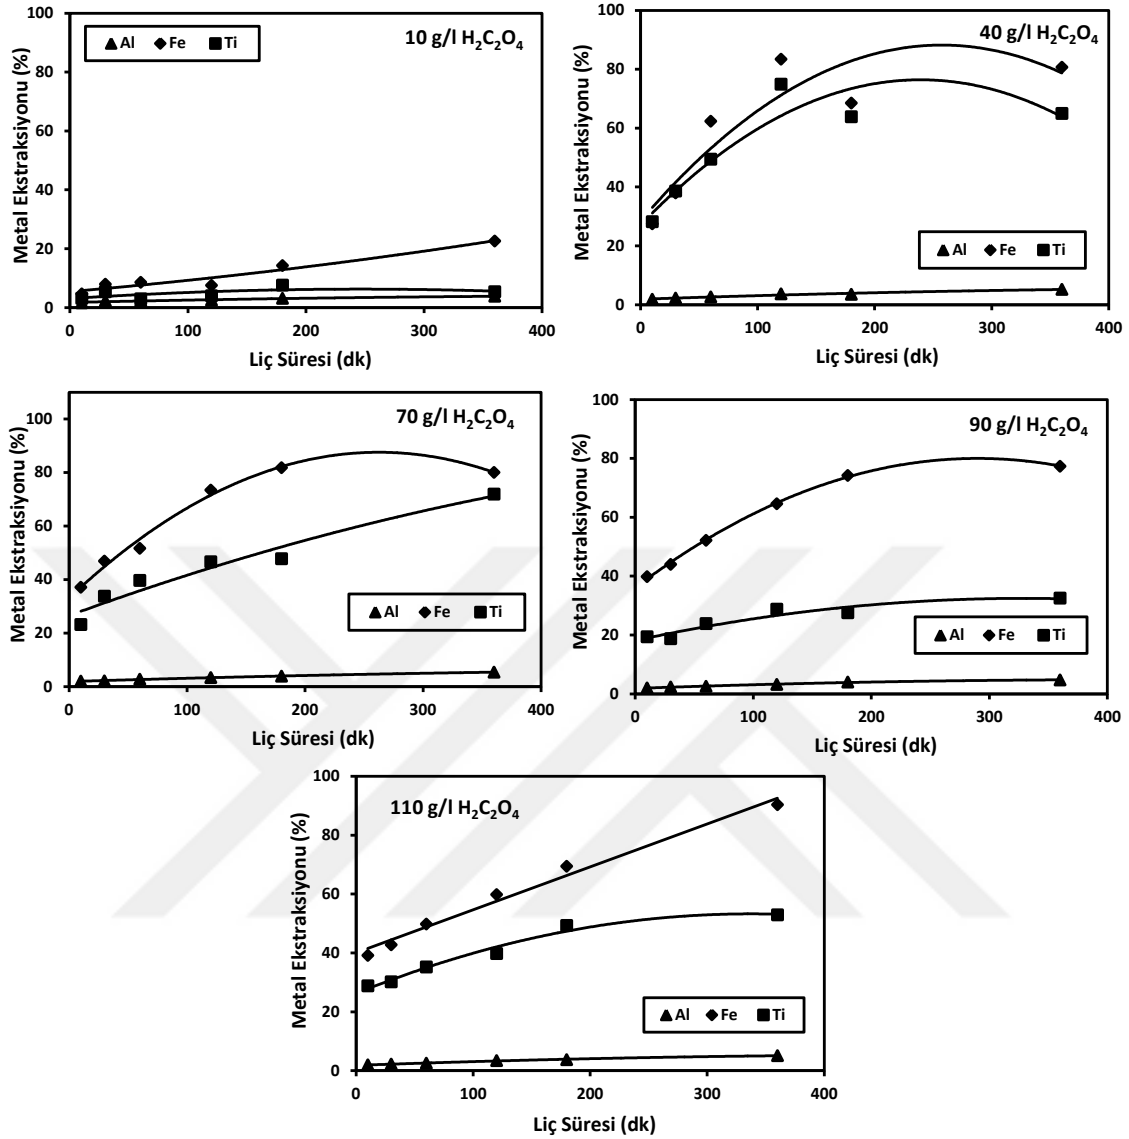 10 g/l H₂C₂O₄
Al Fe Ti
Metal Ekstraksiyonu (%)
100
80
60
40
20
0
0 100 200 300 400
Liç Süresi (dk)
40 g/l H₂C₂O₄
Al Fe Ti
Metal Ekstraksiyonu (%)
100
80
60
40
20
0
0 100 200 300 400
Liç Süresi (dk)
70 g/l H₂C₂O₄
Al Fe Ti
Metal Ekstraksiyonu (%)
100
80
60
40
20
0
0 100 200 300 400
Liç Süresi (dk)
90 g/l H₂C₂O₄
Al Fe Ti
Metal Ekstraksiyonu (%)
100
80
60
40
20
0
0 100 200 300 400
Liç Süresi (dk)
110 g/l H₂C₂O₄
Al Fe Ti
Metal Ekstraksiyonu (%)
100
80
60
40
20
0
0 100 200 300 400
Liç Süresi (dk)